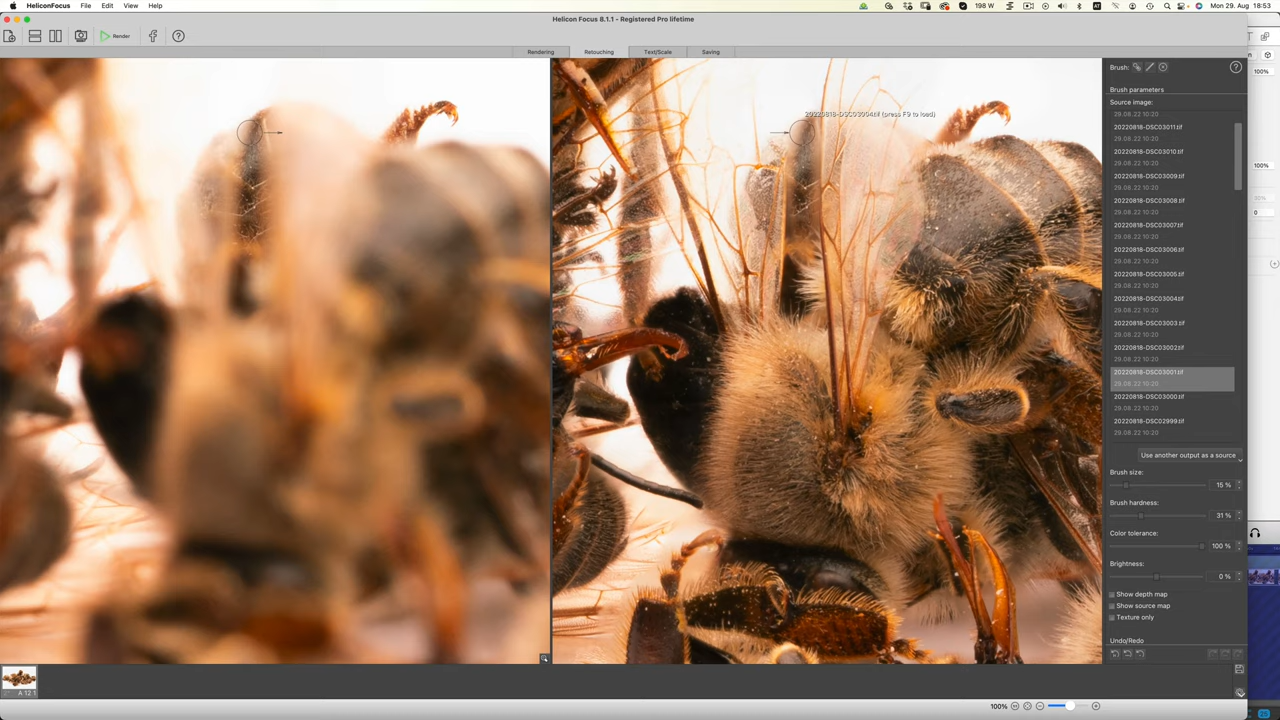 HeliconFocus File Edit View Help
198 W
Mon 29. Aug 18:53
Helicon Focus 8.1.1 - Registered Pro lifetime
Render
Rendering Retouching Text/Scale Saving
Brush:
Brush parameters
Source image:
29.08.22 10:20
20220818-DSC03011.tif
29.08.22 10:20
20220818-DSC03010.tif
29.08.22 10:20
20220818-DSC03009.tif
29.08.22 10:20
20220818-DSC03008.tif
29.08.22 10:20
20220818-DSC03007.tif
29.08.22 10:20
20220818-DSC03006.tif
29.08.22 10:20
20220818-DSC03005.tif
29.08.22 10:20
20220818-DSC03004.tif
29.08.22 10:20
20220818-DSC03003.tif
29.08.22 10:20
20220818-DSC03002.tif
29.08.22 10:20
20220818-DSC03001.tif
29.08.22 10:20
20220818-DSC03000.tif
29.08.22 10:20
20220818-DSC02999.tif
29.08.22 10:20
20220818-DSC03004.tif (press F9 to load)
Use another output as a source
Brush size:
15 %
Brush hardness:
31 %
Color tolerance:
100 %
Brightness:
0 %
Show depth map
Show source map
Texture only
Undo/Redo
A 12 1
100%
100%
100%
0